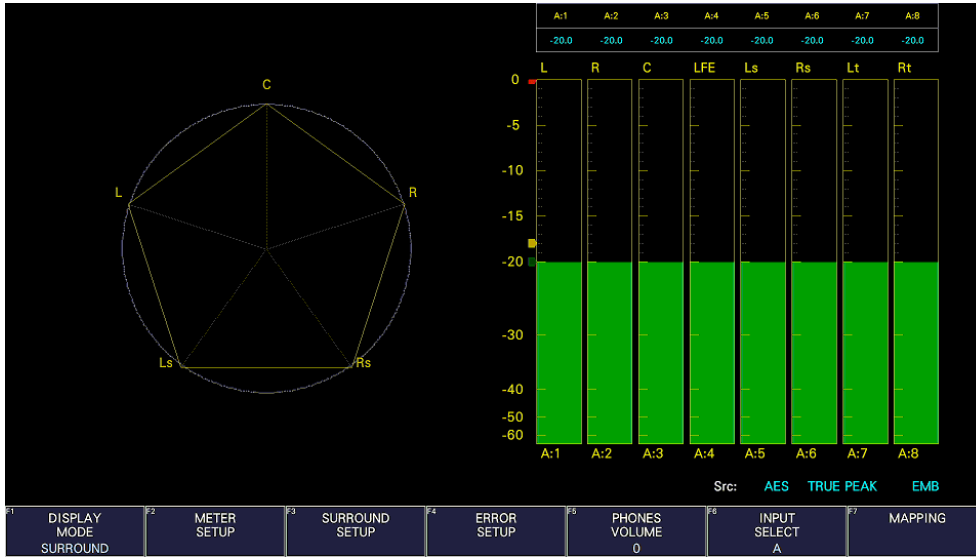 A:1 A:2 A:3 A:4 A:5 A:6 A:7 A:8
-20.0 -20.0 -20.0 -20.0 -20.0 -20.0 -20.0 -20.0
L R C LFE Ls Rs Lt Rt
0
-5
-10
-15
-20
-30
-40
-50
-60
A:1 A:2 A:3 A:4 A:5 A:6 A:7 A:8
C
L
R
Ls
Rs
Src: AES TRUE PEAK EMB
F1 DISPLAY
MODE
SURROUND
F2 METER
SETUP
F3 SURROUND
SETUP
F4 ERROR
SETUP
F5 PHONES
VOLUME
0
F6 INPUT
SELECT
A
F7 MAPPING